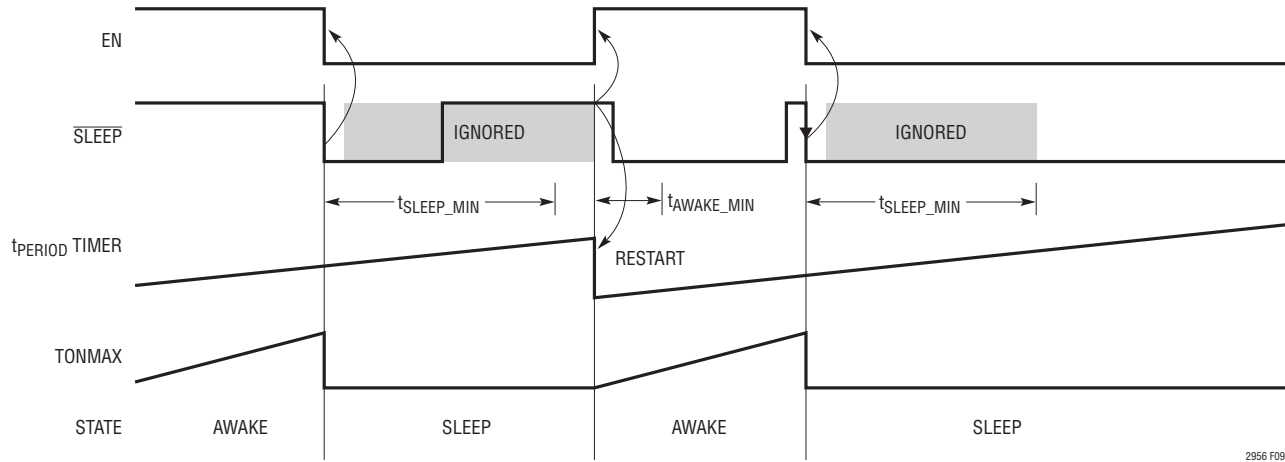 EN
SLEEP
IGNORED
IGNORED
tSLEEP_MIN
tAWAKE_MIN
tSLEEP_MIN
tPERIOD TIMER
RESTART
TONMAX
STATE
AWAKE
SLEEP
AWAKE
SLEEP
2956 F09